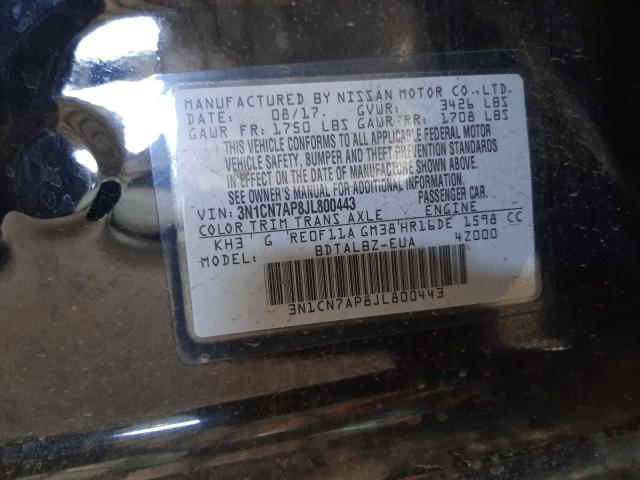 MANUFACTURED BY NISSAN MOTOR CO.,LTD.
DATE: 08/17. GVWR: 3426 LBS
GAWR FR: 1750 LBS GAWR RR: 1708 LBS
THIS VEHICLE CONFORMS TO ALL APPLICABLE FEDERAL MOTOR
VEHICLE SAFETY, BUMPER AND THEFT PREVENTION STANDARDS
IN EFFECT ON THE DATE OF MANUFACTURE SHOWN ABOVE.
SEE OWNER'S MANUAL FOR ADDITIONAL INFORMATION.
VIN: 3N1CN7AP8JL800443 PASSENGER CAR.
COLOR TRIM TRANS AXLE ENGINE
KH3 G RE0F11A GM38 HR16DE 1598 CC
MODEL: BDTALBZ-EUA 4Z000
3N1CN7AP8JL800443